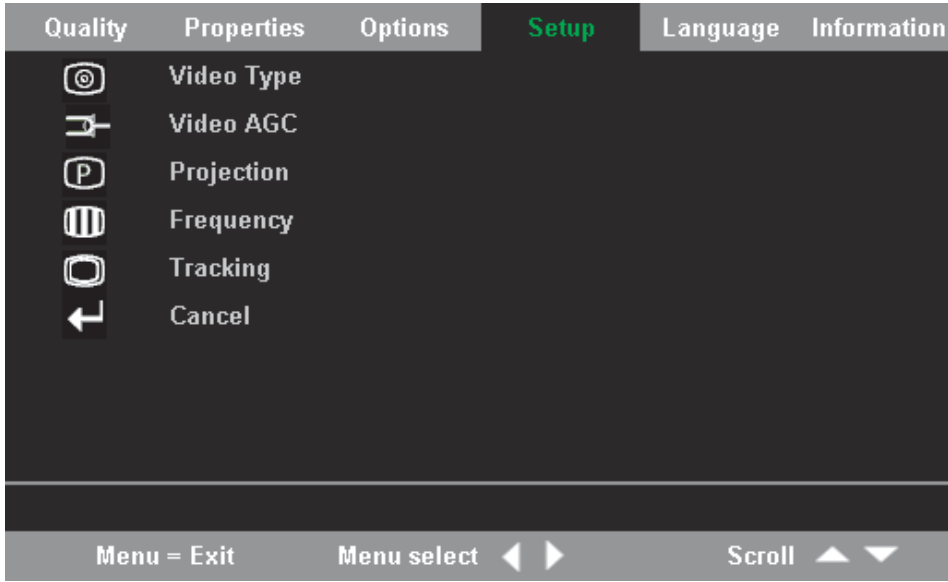 Quality Properties Options Setup Language Information
Video Type
Video AGC
P Projection
Frequency
Tracking
Cancel
Menu = Exit Menu select Scroll